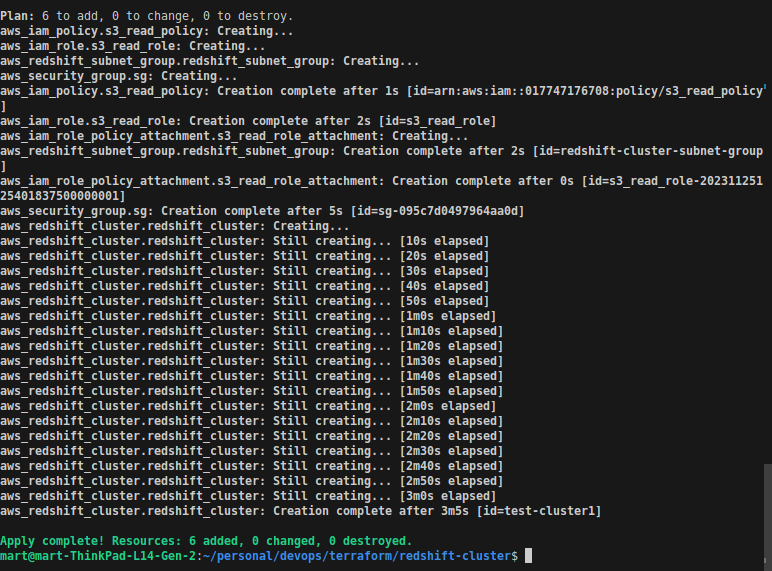 Plan: 6 to add, 0 to change, 0 to destroy.
aws_iam_policy.s3_read_policy: Creating...
aws_iam_role.s3_read_role: Creating...
aws_redshift_subnet_group.redshift_subnet_group: Creating...
aws_security_group.sg: Creating...
aws_iam_policy.s3_read_policy: Creation complete after 1s [id=arn:aws:iam::017747176708:policy/s3_read_policy
]
aws_iam_role.s3_read_role: Creation complete after 2s [id=s3_read_role]
aws_iam_role_policy_attachment.s3_read_role_attachment: Creating...
aws_redshift_subnet_group.redshift_subnet_group: Creation complete after 2s [id=redshift-cluster-subnet-group
]
aws_iam_role_policy_attachment.s3_read_role_attachment: Creation complete after 0s [id=s3_read_role-202311251
25401837500000001]
aws_security_group.sg: Creation complete after 5s [id=sg-095c7d0497964aa0d]
aws_redshift_cluster.redshift_cluster: Creating...
aws_redshift_cluster.redshift_cluster: Still creating... [10s elapsed]
aws_redshift_cluster.redshift_cluster: Still creating... [20s elapsed]
aws_redshift_cluster.redshift_cluster: Still creating... [30s elapsed]
aws_redshift_cluster.redshift_cluster: Still creating... [40s elapsed]
aws_redshift_cluster.redshift_cluster: Still creating... [50s elapsed]
aws_redshift_cluster.redshift_cluster: Still creating... [1m0s elapsed]
aws_redshift_cluster.redshift_cluster: Still creating... [1m10s elapsed]
aws_redshift_cluster.redshift_cluster: Still creating... [1m20s elapsed]
aws_redshift_cluster.redshift_cluster: Still creating... [1m30s elapsed]
aws_redshift_cluster.redshift_cluster: Still creating... [1m40s elapsed]
aws_redshift_cluster.redshift_cluster: Still creating... [1m50s elapsed]
aws_redshift_cluster.redshift_cluster: Still creating... [2m0s elapsed]
aws_redshift_cluster.redshift_cluster: Still creating... [2m10s elapsed]
aws_redshift_cluster.redshift_cluster: Still creating... [2m20s elapsed]
aws_redshift_cluster.redshift_cluster: Still creating... [2m30s elapsed]
aws_redshift_cluster.redshift_cluster: Still creating... [2m40s elapsed]
aws_redshift_cluster.redshift_cluster: Still creating... [2m50s elapsed]
aws_redshift_cluster.redshift_cluster: Still creating... [3m0s elapsed]
aws_redshift_cluster.redshift_cluster: Creation complete after 3m5s [id=test-cluster1]
Apply complete! Resources: 6 added, 0 changed, 0 destroyed.
mart@mart-ThinkPad-L14-Gen-2:~/personal/devops/terraform/redshift-cluster$